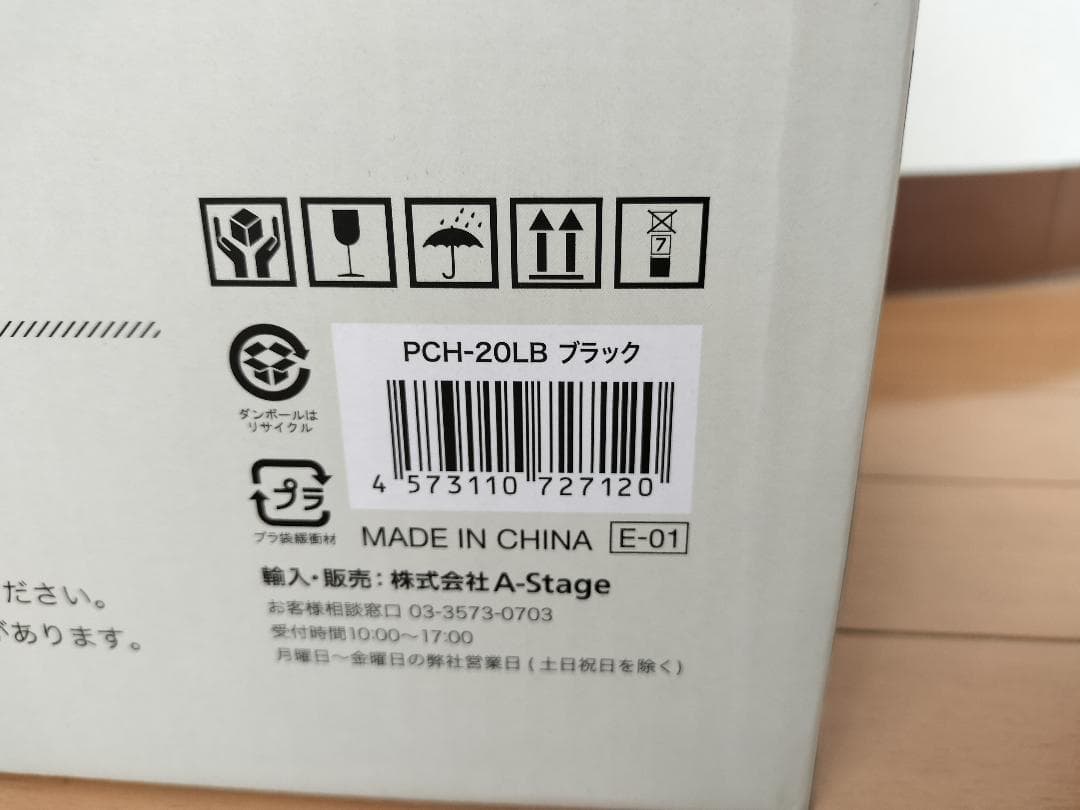 7
PCH-20LB ブラック
ダンボールは
リサイクル
4 573110 727120
プラ
プラ袋緩衝材
MADE IN CHINA E-01
輸入・販売：株式会社A-Stage
お客様相談窓口 03-3573-0703
受付時間10:00～17:00
月曜日～金曜日の弊社営業日(土日祝日を除く)
ださい。
があります。